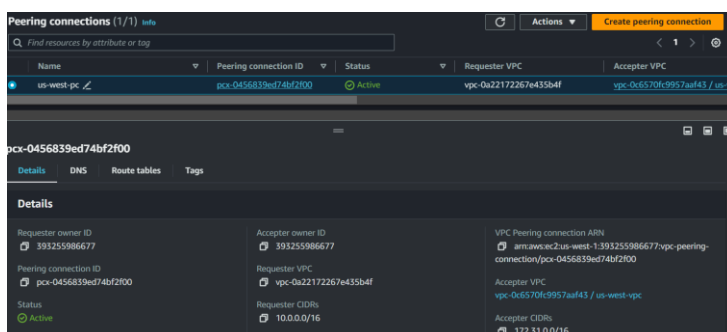 Peering connections (1/1) Info
Actions
Create peering connection
Find resources by attribute or tag
1
Name
Peering connection ID
Status
Requester VPC
Accepter VPC
us-west-pc
pcx-0456839ed74bf2f00
Active
vpc-0a22172267e435b4f
vpc-0c6570fc9957aaf43 / us-
pcx-0456839ed74bf2f00
Details
DNS
Route tables
Tags
Details
Requester owner ID
393255986677
Accepter owner ID
393255986677
VPC Peering connection ARN
arn:aws:ec2:us-west-1:393255986677:vpc-peering-
connection/pcx-0456839ed74bf2f00
Peering connection ID
pcx-0456839ed74bf2f00
Requester VPC
vpc-0a22172267e435b4f
Accepter VPC
vpc-0c6570fc9957aaf43 / us-west-vpc
Status
Active
Requester CIDRs
10.0.0.0/16
Accepter CIDRs
172.31.0.0/16